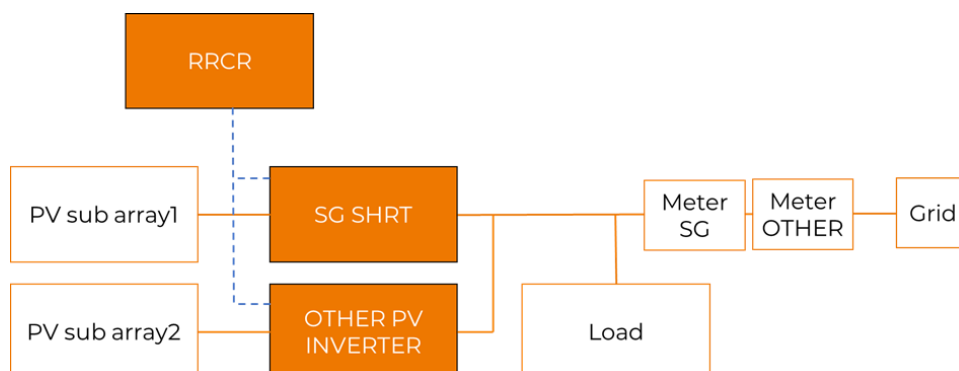 RRCR
PV sub array1
SG SHRT
Meter
SG
Meter
OTHER
Grid
PV sub array2
OTHER PV
INVERTER
Load